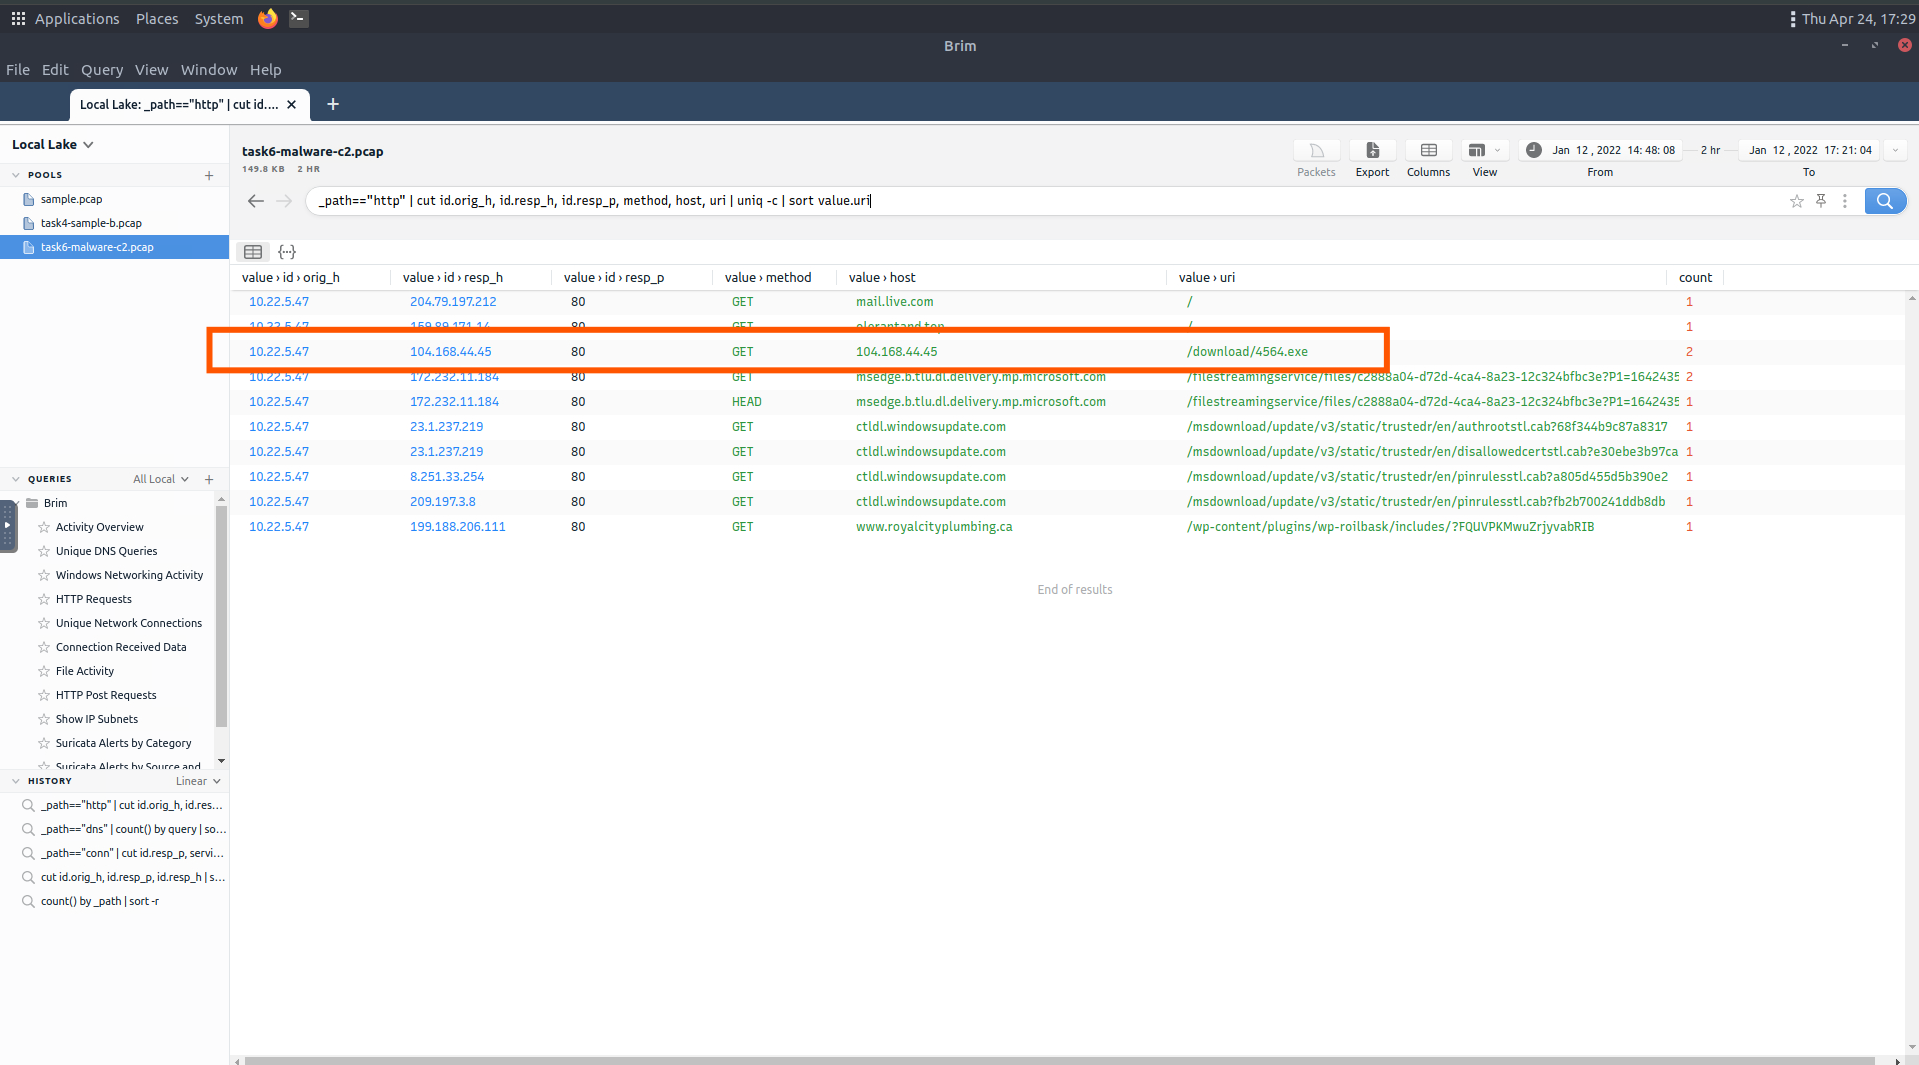 Applications Places System Thu Apr 24, 17:29
Brim
File Edit Query View Window Help
Local Lake: _path=="http" | cut id.... ✕ +
Local Lake
POOLS +
sample.pcap
task4-sample-b.pcap
task6-malware-c2.pcap
task6-malware-c2.pcap
149.8 KB 2 HR
Packets Export Columns View
Jan 12 , 2022 14: 48: 08 2 hr Jan 12 , 2022 17: 21: 04
From To
_path=="http" | cut id.orig_h, id.resp_h, id.resp_p, method, host, uri | uniq -c | sort value.uri
value › id › orig_h value › id › resp_h value › id › resp_p value › method value › host value › uri count
10.22.5.47 204.79.197.212 80 GET mail.live.com / 1
10.22.5.47 159.89.171.14 80 GET / 1
10.22.5.47 104.168.44.45 80 GET 104.168.44.45 /download/4564.exe 2
10.22.5.47 172.232.11.184 80 GET msedge.b.tlu.dl.delivery.mp.microsoft.com /filestreamingservice/files/c2888a04-d72d-4ca4-8a23-12c324bfbc3e?P1=1642435 2
10.22.5.47 172.232.11.184 80 HEAD msedge.b.tlu.dl.delivery.mp.microsoft.com /filestreamingservice/files/c2888a04-d72d-4ca4-8a23-12c324bfbc3e?P1=1642435 1
10.22.5.47 23.1.237.219 80 GET ctldl.windowsupdate.com /msdownload/update/v3/static/trustedr/en/authrootstl.cab?68f344b9c87a8317 1
10.22.5.47 23.1.237.219 80 GET ctldl.windowsupdate.com /msdownload/update/v3/static/trustedr/en/disallowedcertstl.cab?e30ebe3b97ca 1
10.22.5.47 8.251.33.254 80 GET ctldl.windowsupdate.com /msdownload/update/v3/static/trustedr/en/pinrulesstl.cab?a805d455d5b390e2 1
10.22.5.47 209.197.3.8 80 GET ctldl.windowsupdate.com /msdownload/update/v3/static/trustedr/en/pinrulesstl.cab?fb2b700241ddb8db 1
10.22.5.47 199.188.206.111 80 GET www.royalcityplumbing.ca /wp-content/plugins/wp-roilbask/includes/?FQUVPKMwuZrjyvabRIB 1
End of results
QUERIES All Local +
Brim
Activity Overview
Unique DNS Queries
Windows Networking Activity
HTTP Requests
Unique Network Connections
Connection Received Data
File Activity
HTTP Post Requests
Show IP Subnets
Suricata Alerts by Category
Suricata Alerts by Source and
HISTORY Linear
_path=="http" | cut id.orig_h, id.res...
_path=="dns" | count() by query | so...
_path=="conn" | cut id.resp_p, servi...
cut id.orig_h, id.resp_p, id.resp_h | s...
count() by _path | sort -r